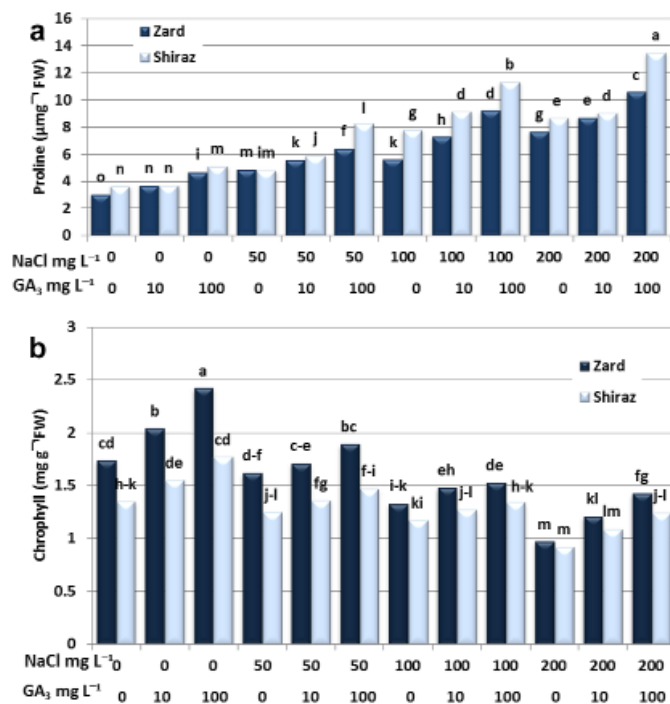 a
16
14
12
10
8
6
4
2
0
Proline (μmg⁻¹ FW)
Zard
Shiraz
o n n n i m m im k j f l k g h d d b g e e d c a
NaCl mg L⁻¹ 0 0 0 50 50 50 100 100 100 200 200 200
GA₃ mg L⁻¹ 0 10 100 0 10 100 0 10 100 0 10 100
b
3
2.5
2
1.5
1
0.5
0
Chrophyll (mg g⁻¹FW)
Zard
Shiraz
cd h-k b de a cd d-f j-l c-e fg bc f-i i-k ki eh j-l de h-k m m kl lm fg j-l
NaCl mg L⁻¹ 0 0 0 50 50 50 100 100 100 200 200 200
GA₃ mg L⁻¹ 0 10 100 0 10 100 0 10 100 0 10 100